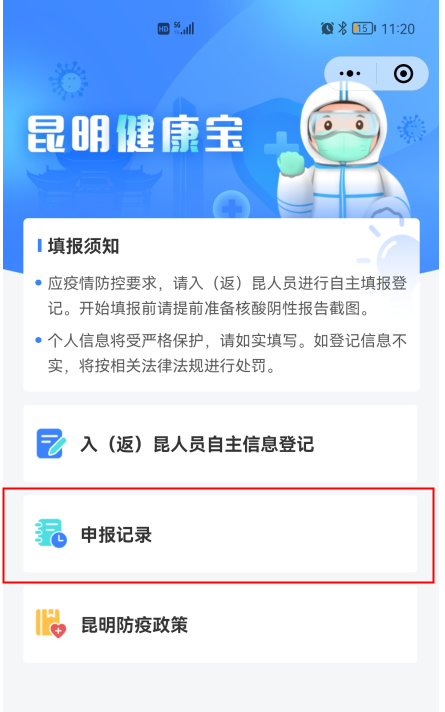 HD 5G 15 11:20
昆明健康宝
填报须知
应疫情防控要求，请入（返）昆人员进行自主填报登
记。开始填报前请提前准备核酸阴性报告截图。
个人信息将受严格保护，请如实填写。如登记信息不
实，将按相关法律法规进行处罚。
入（返）昆人员自主信息登记
申报记录
昆明防疫政策